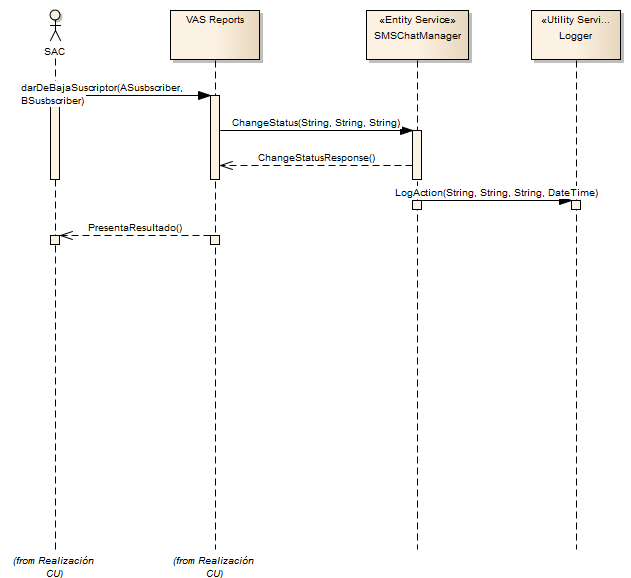 SAC
VAS Reports
«Entity Service»
SMSChatManager
«Utility Servi...
Logger
darDeBajaSuscriptor(ASusbscriber,
BSusbscriber)
ChangeStatus(String, String, String)
ChangeStatusResponse()
LogAction(String, String, String, DateTime)
PresentaResultado()
(from Realización
CU)
(from Realización
CU)